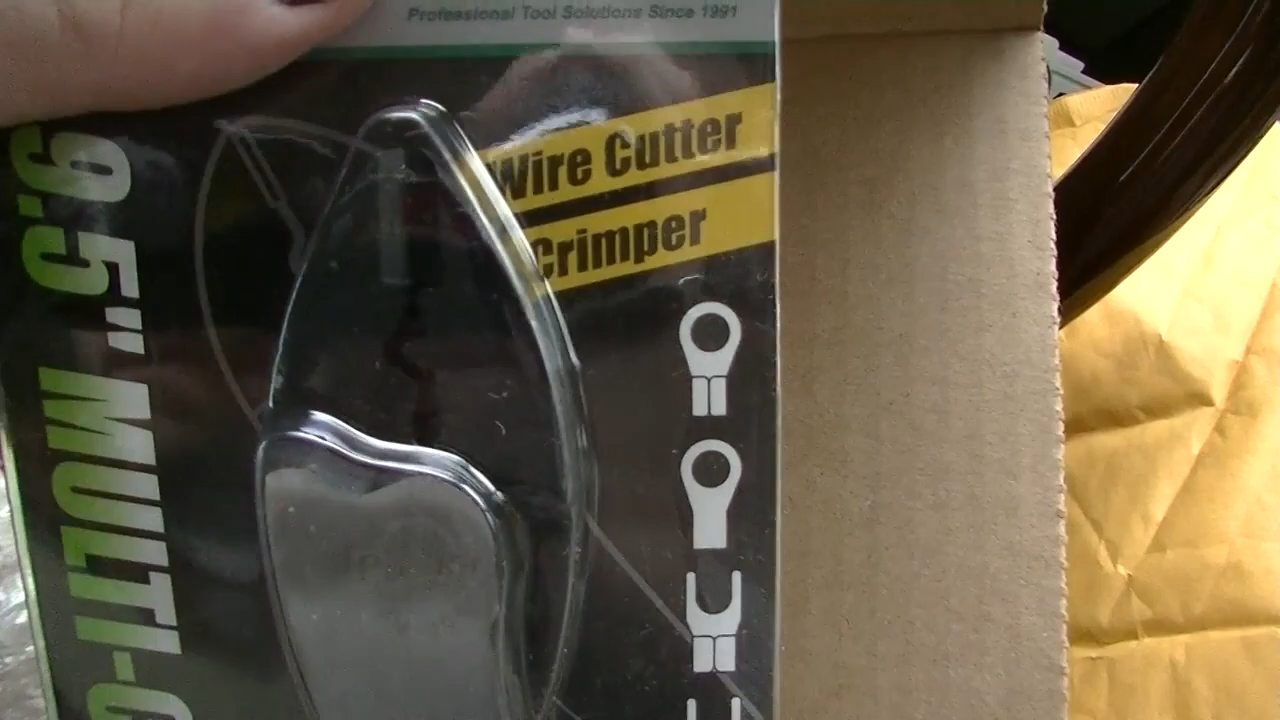 Professional Tool Solutions Since 1991
Wire Cutter
Crimper
9.5" MULTI-